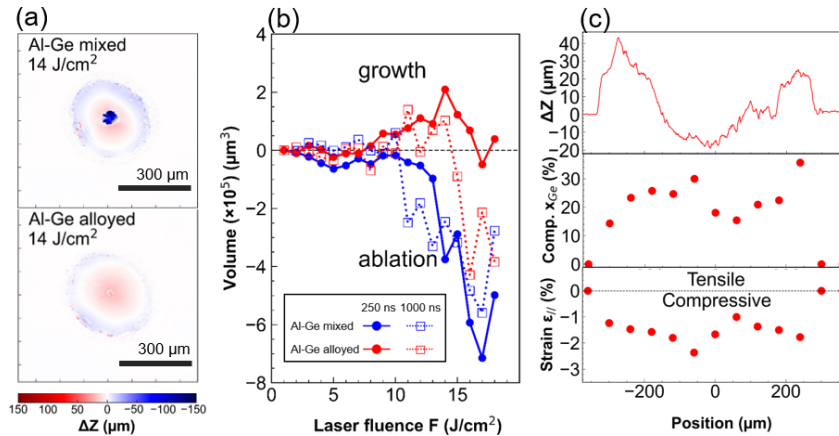 (a)
Al-Ge mixed
14 J/cm²
300 µm
Al-Ge alloyed
14 J/cm²
300 µm
150 100 50 0 −50 −100 −150
ΔZ (µm)
(b)
growth
ablation
250 ns 1000 ns
Al-Ge mixed
Al-Ge alloyed
4
2
0
−2
−4
−6
−8
0 5 10 15
Volume (×10⁵) (µm³)
Laser fluence F (J/cm²)
(c)
40
30
20
10
0
10
20
ΔZ (µm)
30
20
10
0
Comp. xGe (%)
Tensile
Compressive
0
−1
−2
−3
Strain ε// (%)
−200 0 200
Position (µm)